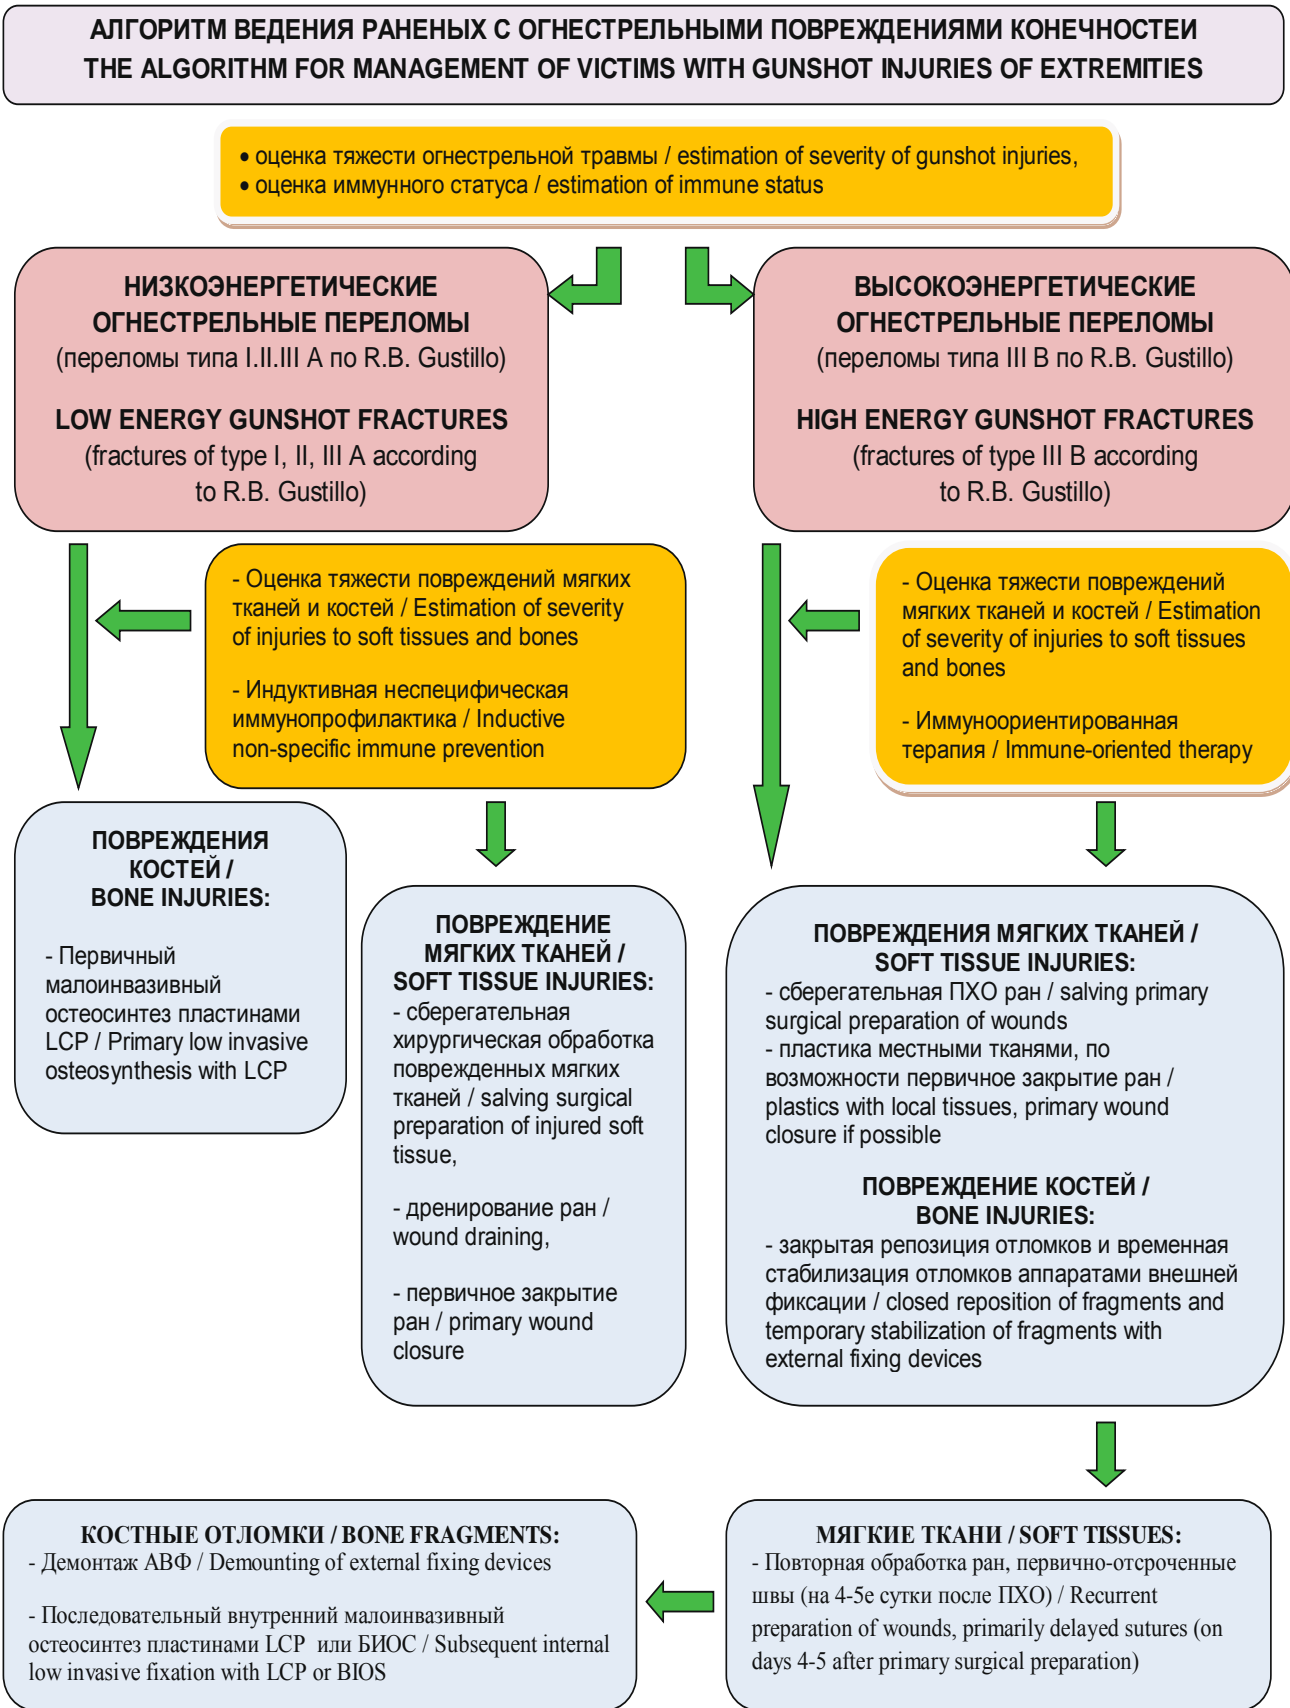 АЛГОРИТМ ВЕДЕНИЯ РАНЕНЫХ С ОГНЕСТРЕЛЬНЫМИ ПОВРЕЖДЕНИЯМИ КОНЕЧНОСТЕИ
THE ALGORITHM FOR MANAGEMENT OF VICTIMS WITH GUNSHOT INJURIES OF EXTREMITIES
• оценка тяжести огнестрельной травмы / estimation of severity of gunshot injuries,
• оценка иммунного статуса / estimation of immune status
НИЗКОЭНЕРГЕТИЧЕСКИЕ
ОГНЕСТРЕЛЬНЫЕ ПЕРЕЛОМЫ
(переломы типа I.II.III А по R.B. Gustillo)
LOW ENERGY GUNSHOT FRACTURES
(fractures of type I, II, III A according
to R.B. Gustillo)
ВЫСОКОЭНЕРГЕТИЧЕСКИЕ
ОГНЕСТРЕЛЬНЫЕ ПЕРЕЛОМЫ
(переломы типа III В по R.B. Gustillo)
HIGH ENERGY GUNSHOT FRACTURES
(fractures of type III B according
to R.B. Gustillo)
- Оценка тяжести повреждений мягких
тканей и костей / Estimation of severity
of injuries to soft tissues and bones
- Индуктивная неспецифическая
иммунопрофилактика / Inductive
non-specific immune prevention
- Оценка тяжести повреждений
мягких тканей и костей / Estimation
of severity of injuries to soft tissues
and bones
- Иммуноориентированная
терапия / Immune-oriented therapy
ПОВРЕЖДЕНИЯ
КОСТЕЙ /
BONE INJURIES:
- Первичный
малоинвазивный
остеосинтез пластинами
LCP / Primary low invasive
osteosynthesis with LCP
ПОВРЕЖДЕНИЕ
МЯГКИХ ТКАНЕЙ /
SOFT TISSUE INJURIES:
- сберегательная
хирургическая обработка
поврежденных мягких
тканей / salving surgical
preparation of injured soft
tissue,
- дренирование ран /
wound draining,
- первичное закрытие
ран / primary wound
closure
ПОВРЕЖДЕНИЯ МЯГКИХ ТКАНЕЙ /
SOFT TISSUE INJURIES:
- сберегательная ПХО ран / salving primary
surgical preparation of wounds
- пластика местными тканями, по
возможности первичное закрытие ран /
plastics with local tissues, primary wound
closure if possible
ПОВРЕЖДЕНИЕ КОСТЕЙ /
BONE INJURIES:
- закрытая репозиция отломков и временная
стабилизация отломков аппаратами внешней
фиксации / closed reposition of fragments and
temporary stabilization of fragments with
external fixing devices
КОСТНЫЕ ОТЛОМКИ / BONE FRAGMENTS:
- Демонтаж АВФ / Demounting of external fixing devices
- Последовательный внутренний малоинвазивный
остеосинтез пластинами LCP или БИОС / Subsequent internal
low invasive fixation with LCP or BIOS
МЯГКИЕ ТКАНИ / SOFT TISSUES:
- Повторная обработка ран, первично-отсроченные
швы (на 4-5е сутки после ПХО) / Recurrent
preparation of wounds, primarily delayed sutures (on
days 4-5 after primary surgical preparation)